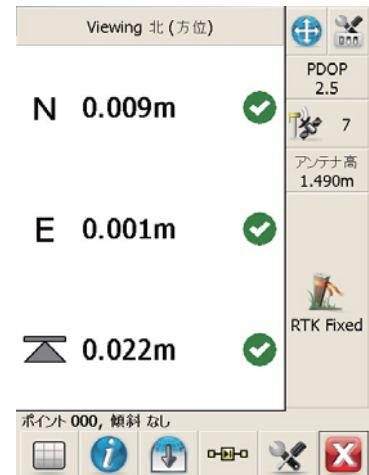 Viewing 北 (方位)
N 0.009m
E 0.001m
0.022m
PDOP
2.5
7
アンテナ高
1.490m
RTK Fixed
ポイント 000, 傾斜 なし